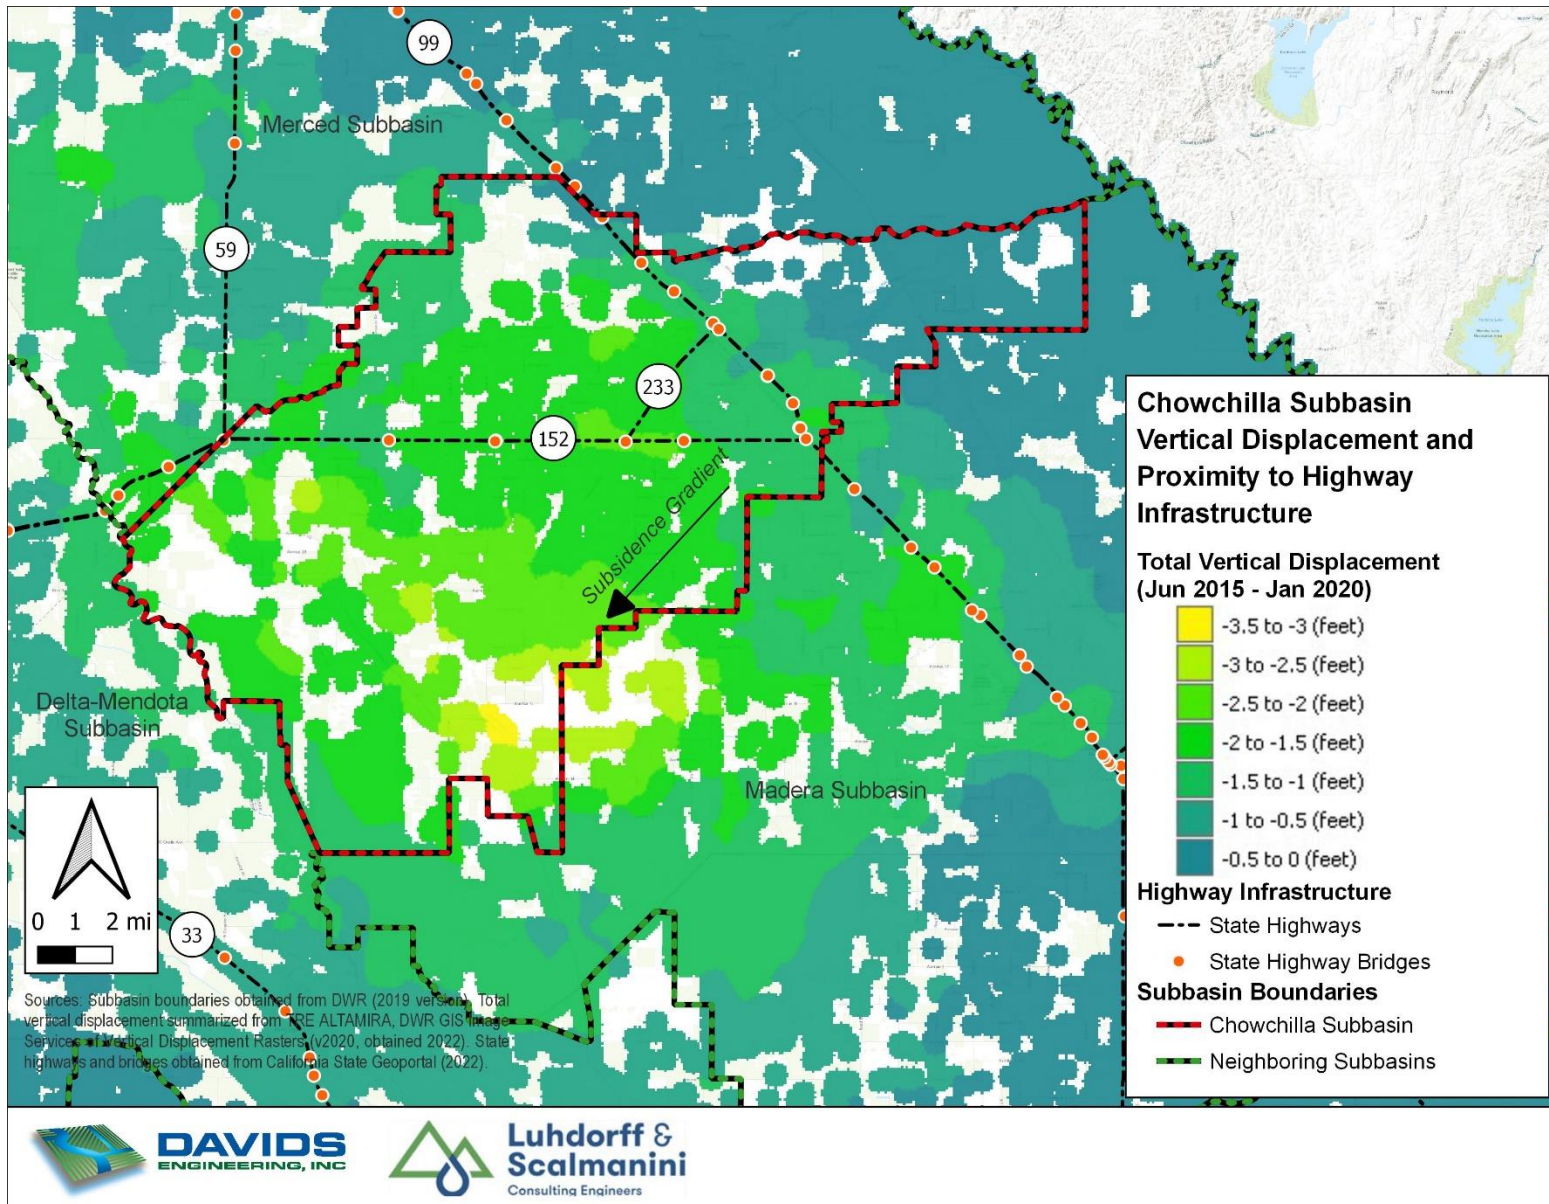 99
Merced Subbasin
59
233
152
Subsidence Gradient
Delta-Mendota
Subbasin
Madera Subbasin
33
0 1 2 mi
Sources: Subbasin boundaries obtained from DWR (2019 version). Total
vertical displacement summarized from TRE ALTAMIRA, DWR GIS Image
Services of Vertical Displacement Rasters (v2020, obtained 2022). State
highways and bridges obtained from California State Geoportal (2022).
Chowchilla Subbasin
Vertical Displacement and
Proximity to Highway
Infrastructure
Total Vertical Displacement
(Jun 2015 - Jan 2020)
-3.5 to -3 (feet)
-3 to -2.5 (feet)
-2.5 to -2 (feet)
-2 to -1.5 (feet)
-1.5 to -1 (feet)
-1 to -0.5 (feet)
-0.5 to 0 (feet)
Highway Infrastructure
State Highways
State Highway Bridges
Subbasin Boundaries
Chowchilla Subbasin
Neighboring Subbasins
DAVIDS
ENGINEERING, INC
Luhdorff &
Scalmanini
Consulting Engineers